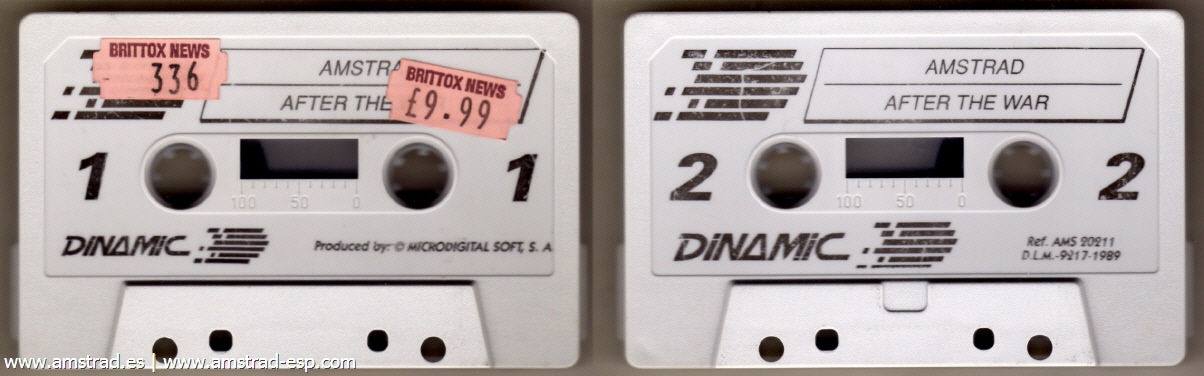 BRITTOX NEWS
336
AMSTRA
BRITTOX NEWS
£9.99
AFTER THE
1
1
100 50 0
DiNAMiC
Produced by: © MICRODIGITAL SOFT, S. A
AMSTRAD
AFTER THE WAR
2
2
100 50 0
DiNAMiC
Ref. AMS 20211
D.L.M.-9217-1989
www.amstrad.es | www.amstrad-esp.com